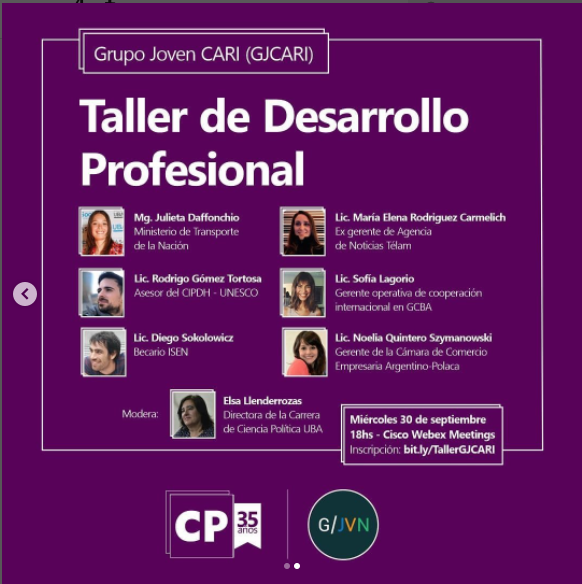 Grupo Joven CARI (GJCARI)
Taller de Desarrollo
Profesional
Mg. Julieta Daffonchio
Ministerio de Transporte
de la Nación
Lic. María Elena Rodriguez Carmelich
Ex gerente de Agencia
de Noticias Télam
Lic. Rodrigo Gómez Tortosa
Asesor del CIPDH - UNESCO
Lic. Sofía Lagorio
Gerente operativa de cooperación
internacional en GCBA
Lic. Diego Sokolowicz
Becario ISEN
Lic. Noelia Quintero Szymanowski
Gerente de la Cámara de Comercio
Empresaria Argentino-Polaca
Modera:
Elsa Llenderrozas
Directora de la Carrera
de Ciencia Política UBA
Miércoles 30 de septiembre
18hs - Cisco Webex Meetings
Inscripción: bit.ly/TallerGJCARI
CP
35
anos
G/JVN